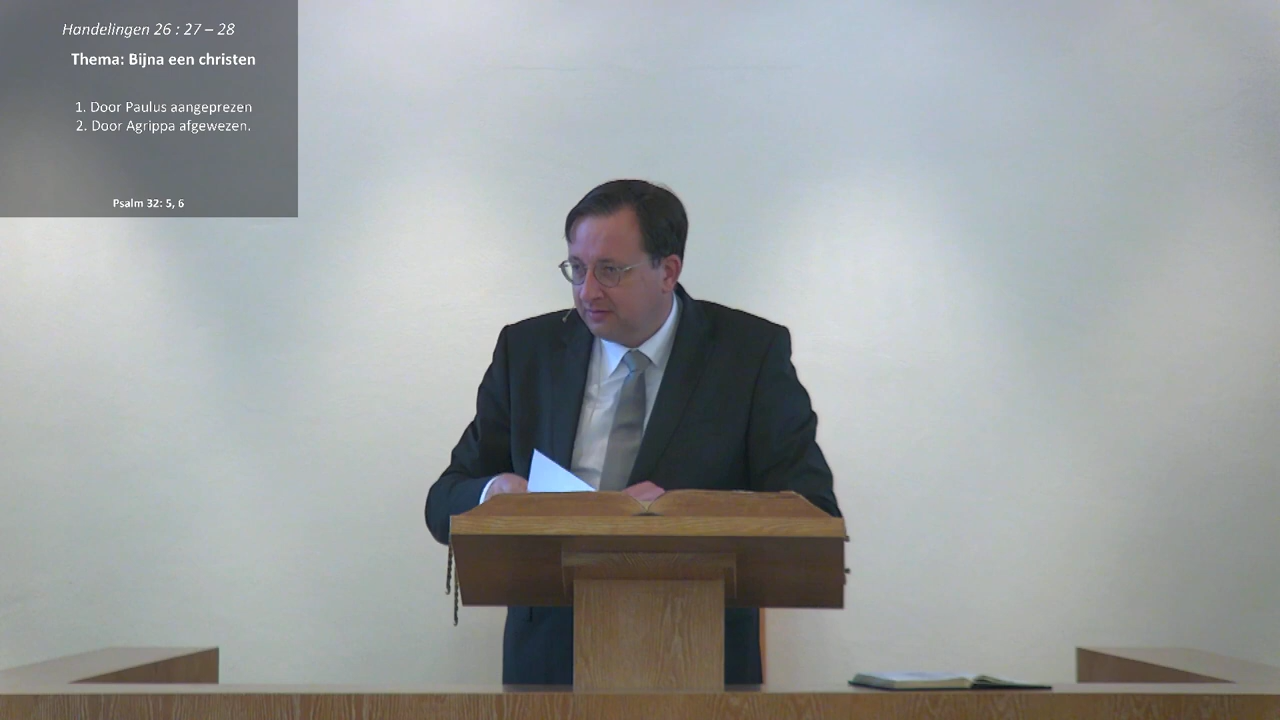 Handelingen 26 : 27 – 28
Thema: Bijna een christen
1. Door Paulus aangeprezen
2. Door Agrippa afgewezen.
Psalm 32: 5, 6